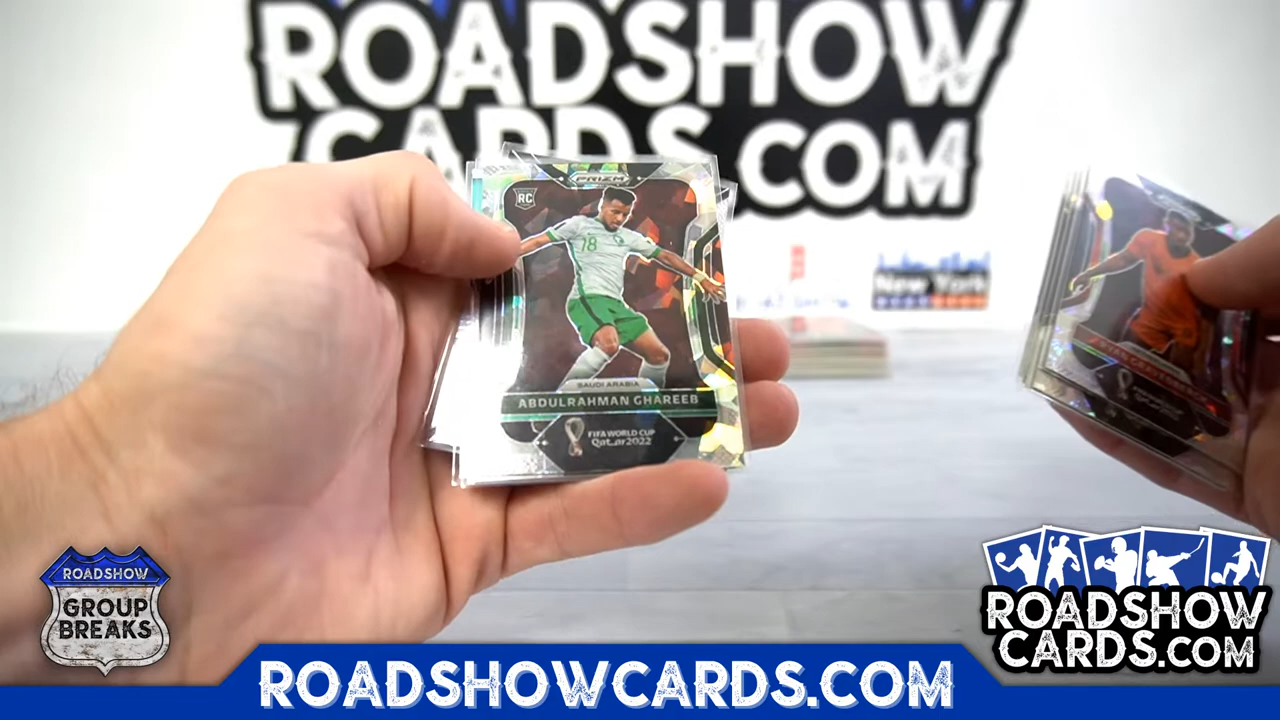 ROADSHOW
CARDS.COM
New York
PRIZM
RC
18
SAUDI ARABIA
ABDULRAHMAN GHAREEB
FIFA WORLD CUP
Qatar2022
ROADSHOW
GROUP
BREAKS
ROADSHOW
CARDS.COM
ROADSHOWCARDS.COM